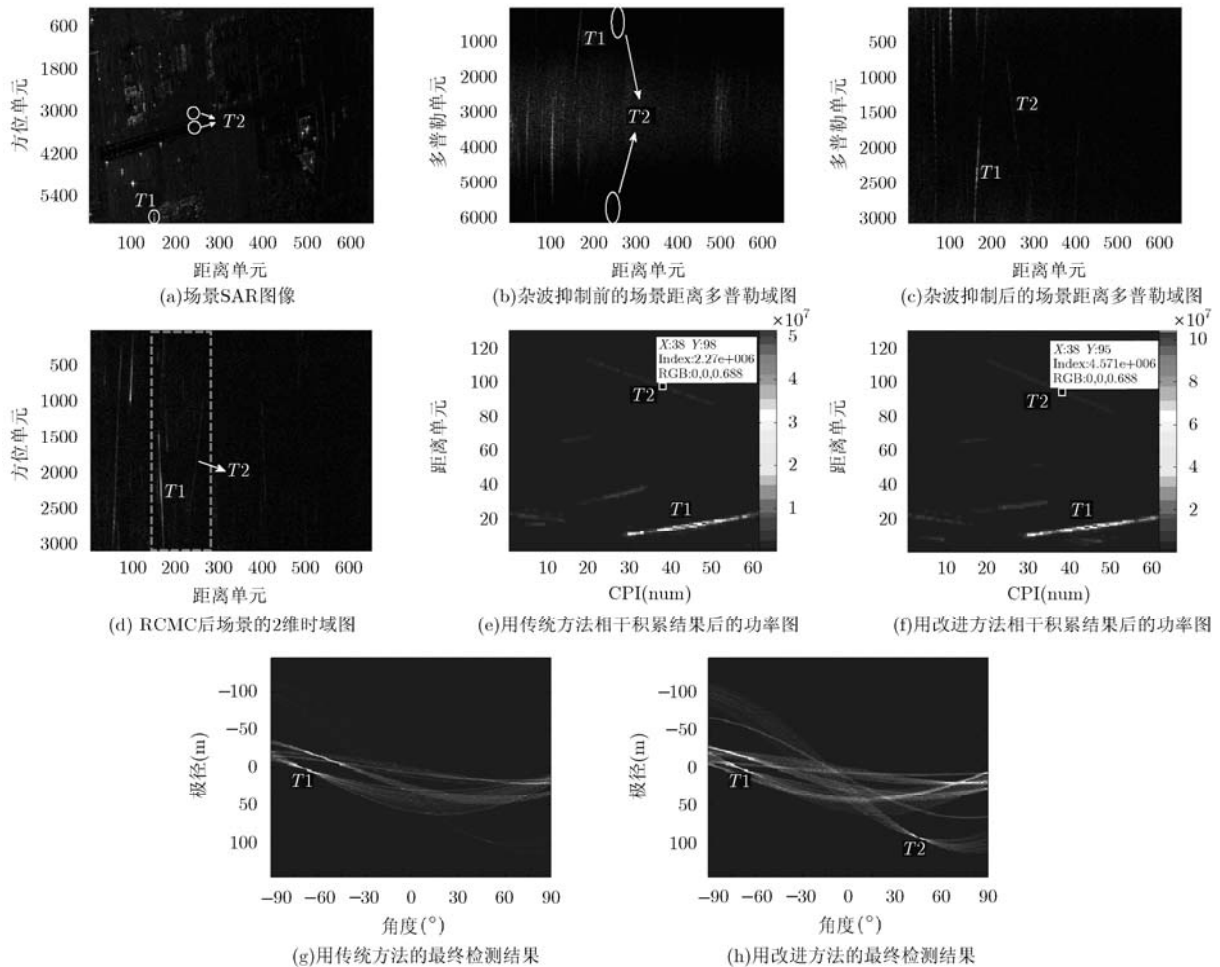 600
1800
3000
4200
5400
方位单元
T2
T1
100 200 300 400 500 600
距离单元
(a)场景SAR图像
1000
2000
3000
4000
5000
6000
多普勒单元
T1
T2
100 200 300 400 500 600
距离单元
(b)杂波抑制前的场景距离多普勒域图
500
1000
1500
2000
2500
3000
多普勒单元
T2
T1
100 200 300 400 500 600
距离单元
(c)杂波抑制后的场景距离多普勒域图
500
1000
1500
2000
2500
3000
方位单元
T1
T2
100 200 300 400 500 600
距离单元
(d) RCMC后场景的2维时域图
×10⁷
120
100
80
60
40
20
距离单元
X:38 Y:98
Index:2.27e+006
RGB:0,0,0.688
T2
T1
5
4
3
2
1
10 20 30 40 50 60
CPI(num)
(e)用传统方法相干积累结果后的功率图
×10⁷
120
100
80
60
40
20
距离单元
X:38 Y:95
Index:4.571e+006
RGB:0,0,0.688
T2
T1
10
8
6
4
2
10 20 30 40 50 60
CPI(num)
(f)用改进方法相干积累结果后的功率图
−100
−50
0
50
100
极径(m)
T1
−90 −60 −30 0 30 60 90
角度(°)
(g)用传统方法的最终检测结果
−100
−50
0
50
100
极径(m)
T1
T2
−90 −60 −30 0 30 60 90
角度(°)
(h)用改进方法的最终检测结果